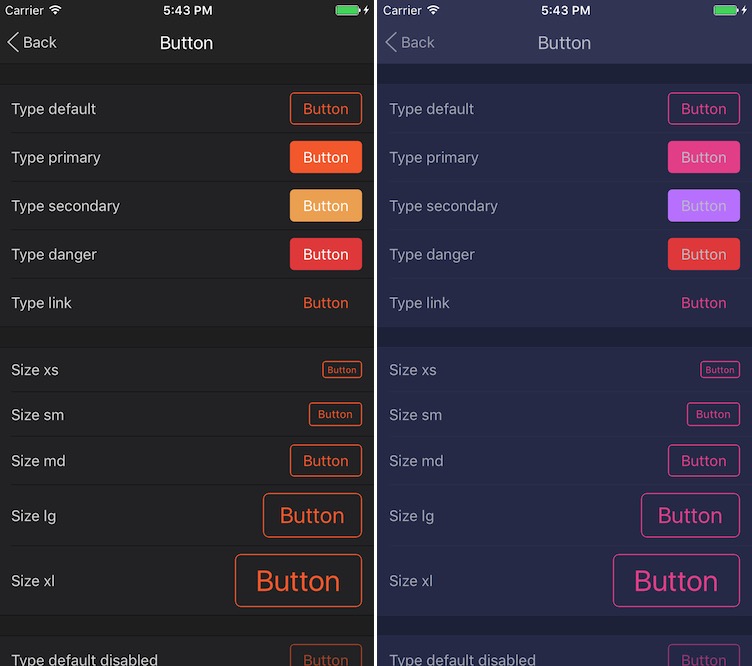 Carrier 5:43 PM
Back Button
Type default Button
Type primary Button
Type secondary Button
Type danger Button
Type link Button
Size xs Button
Size sm Button
Size md Button
Size lg Button
Size xl Button
Type default disabled Button
Carrier 5:43 PM
Back Button
Type default Button
Type primary Button
Type secondary Button
Type danger Button
Type link Button
Size xs Button
Size sm Button
Size md Button
Size lg Button
Size xl Button
Type default disabled Button